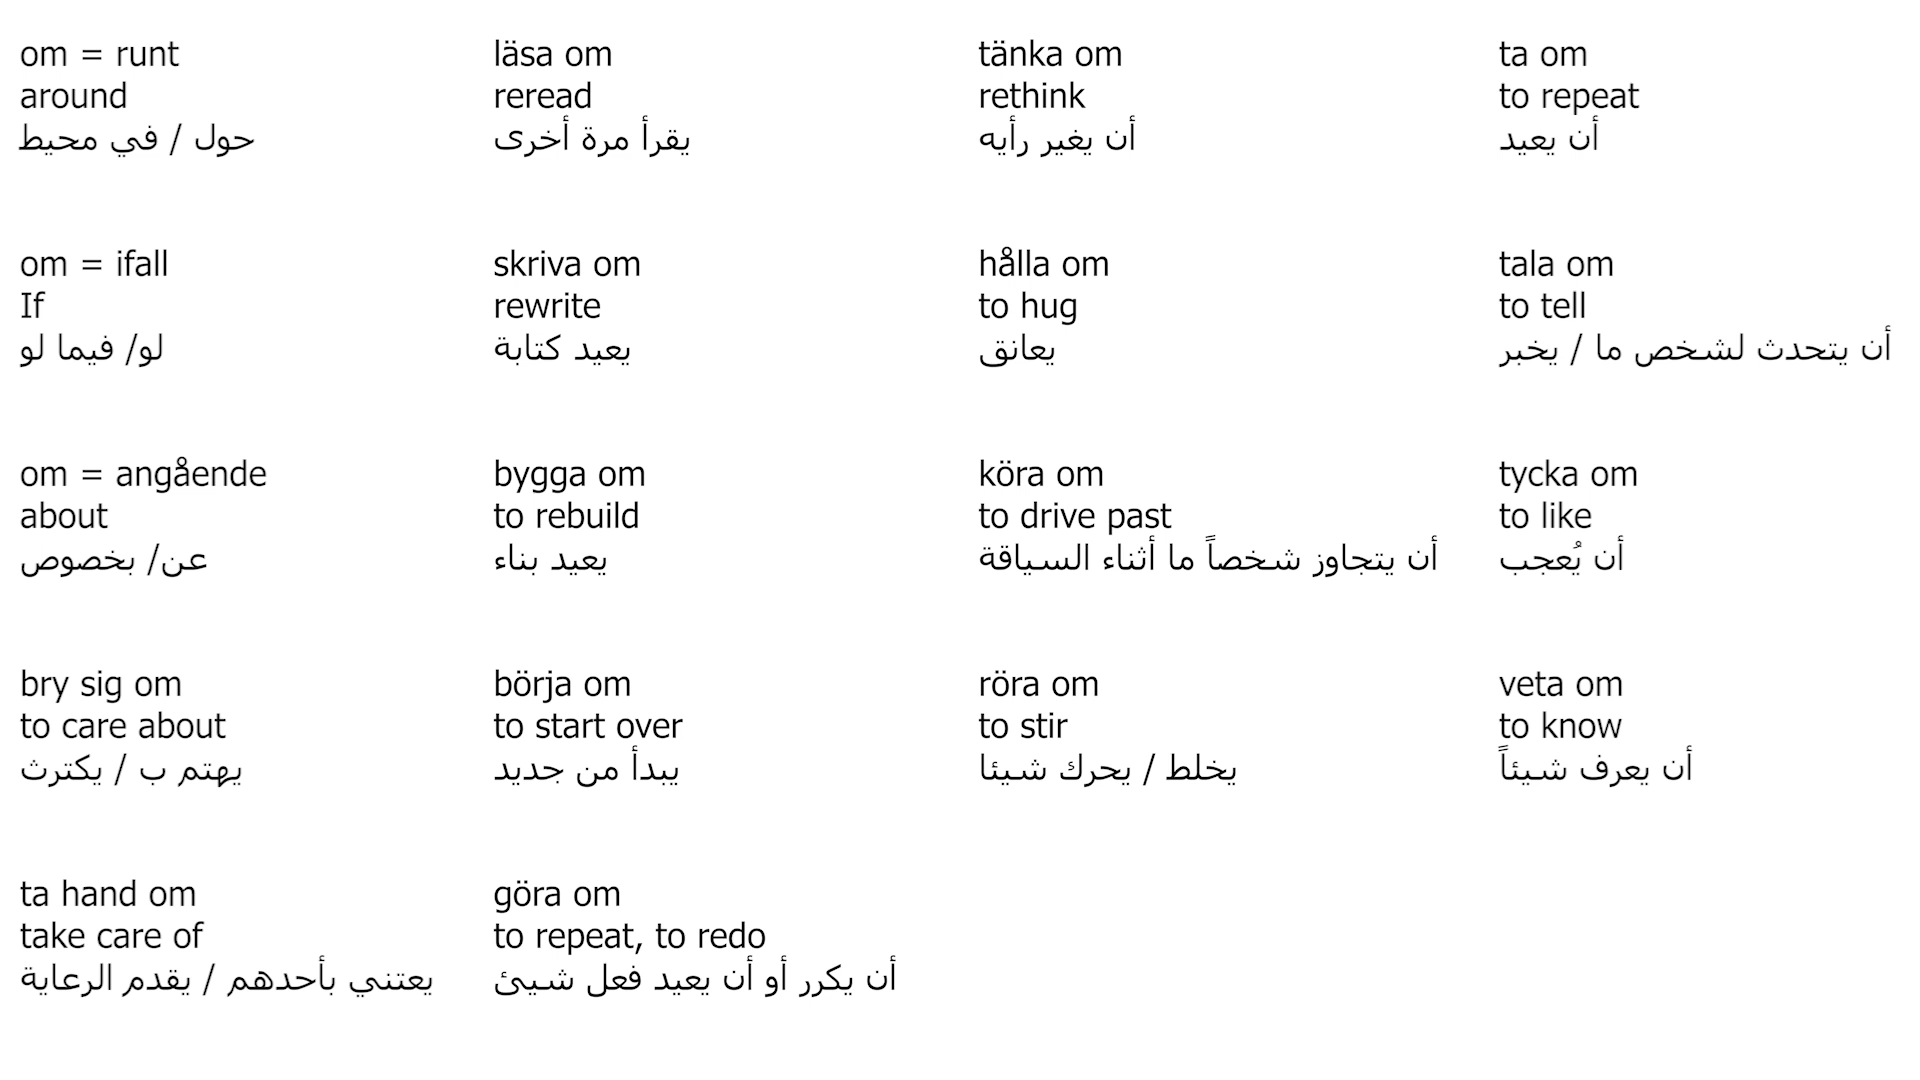 om = runt
around
حول / في محيط
om = ifall
If
لو/ فيما لو
om = angående
about
عن/ بخصوص
bry sig om
to care about
يهتم ب / يكترث
ta hand om
take care of
يعتني بأحدهم / يقدم الرعاية
läsa om
reread
يقرأ مرة أخرى
skriva om
rewrite
يعيد كتابة
bygga om
to rebuild
يعيد بناء
börja om
to start over
يبدأ من جديد
göra om
to repeat, to redo
أن يكرر أو أن يعيد فعل شيئ
tänka om
rethink
أن يغير رأيه
hålla om
to hug
يعانق
köra om
to drive past
أن يتجاوز شخصاً ما أثناء السياقة
röra om
to stir
يخلط / يحرك شيئا
ta om
to repeat
أن يعيد
tala om
to tell
أن يتحدث لشخص ما / يخبر
tycka om
to like
أن يُعجب
veta om
to know
أن يعرف شيئاً